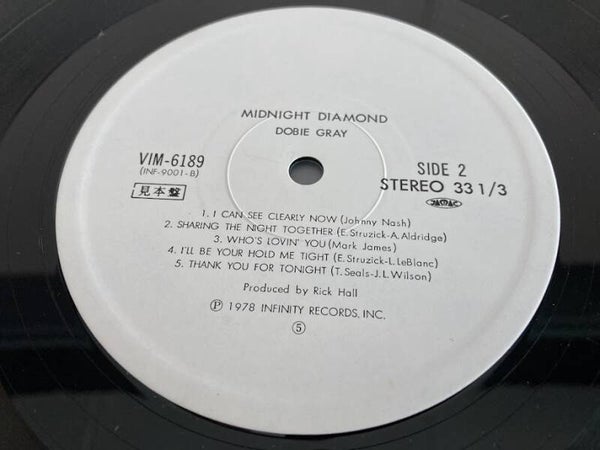 MIDNIGHT DIAMOND
DOBIE GRAY
VIM-6189
(INF-9001-B)
見本盤
SIDE 2
STEREO 33 1/3
1. I CAN SEE CLEARLY NOW (Johnny Nash)
2. SHARING THE NIGHT TOGETHER (E. Struzick-A. Aldridge)
3. WHO'S LOVIN' YOU (Mark James)
4. I'LL BE YOUR HOLD ME TIGHT (E. Struzick-L. LeBlanc)
5. THANK YOU FOR TONIGHT (T. Seals-J.L. Wilson)
Produced by Rick Hall
Ⓟ 1978 INFINITY RECORDS, INC.
⑤